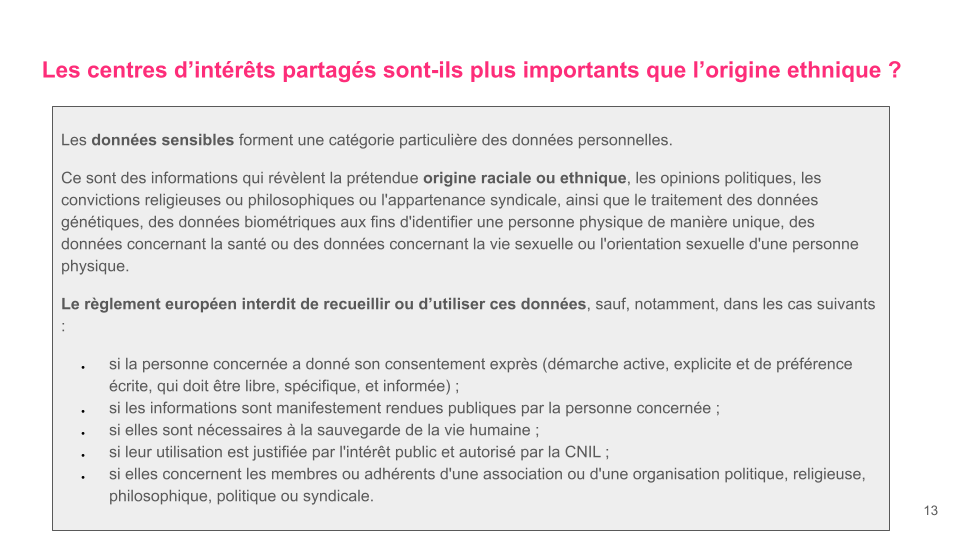 Les centres d’intérêts partagés sont-ils plus importants que l’origine ethnique ?
Les données sensibles forment une catégorie particulière des données personnelles.
Ce sont des informations qui révèlent la prétendue origine raciale ou ethnique, les opinions politiques, les
convictions religieuses ou philosophiques ou l'appartenance syndicale, ainsi que le traitement des données
génétiques, des données biométriques aux fins d'identifier une personne physique de manière unique, des
données concernant la santé ou des données concernant la vie sexuelle ou l'orientation sexuelle d'une personne
physique.
Le règlement européen interdit de recueillir ou d’utiliser ces données, sauf, notamment, dans les cas suivants
:
● si la personne concernée a donné son consentement exprès (démarche active, explicite et de préférence
écrite, qui doit être libre, spécifique, et informée) ;
● si les informations sont manifestement rendues publiques par la personne concernée ;
● si elles sont nécessaires à la sauvegarde de la vie humaine ;
● si leur utilisation est justifiée par l'intérêt public et autorisé par la CNIL ;
● si elles concernent les membres ou adhérents d'une association ou d'une organisation politique, religieuse,
philosophique, politique ou syndicale.
13